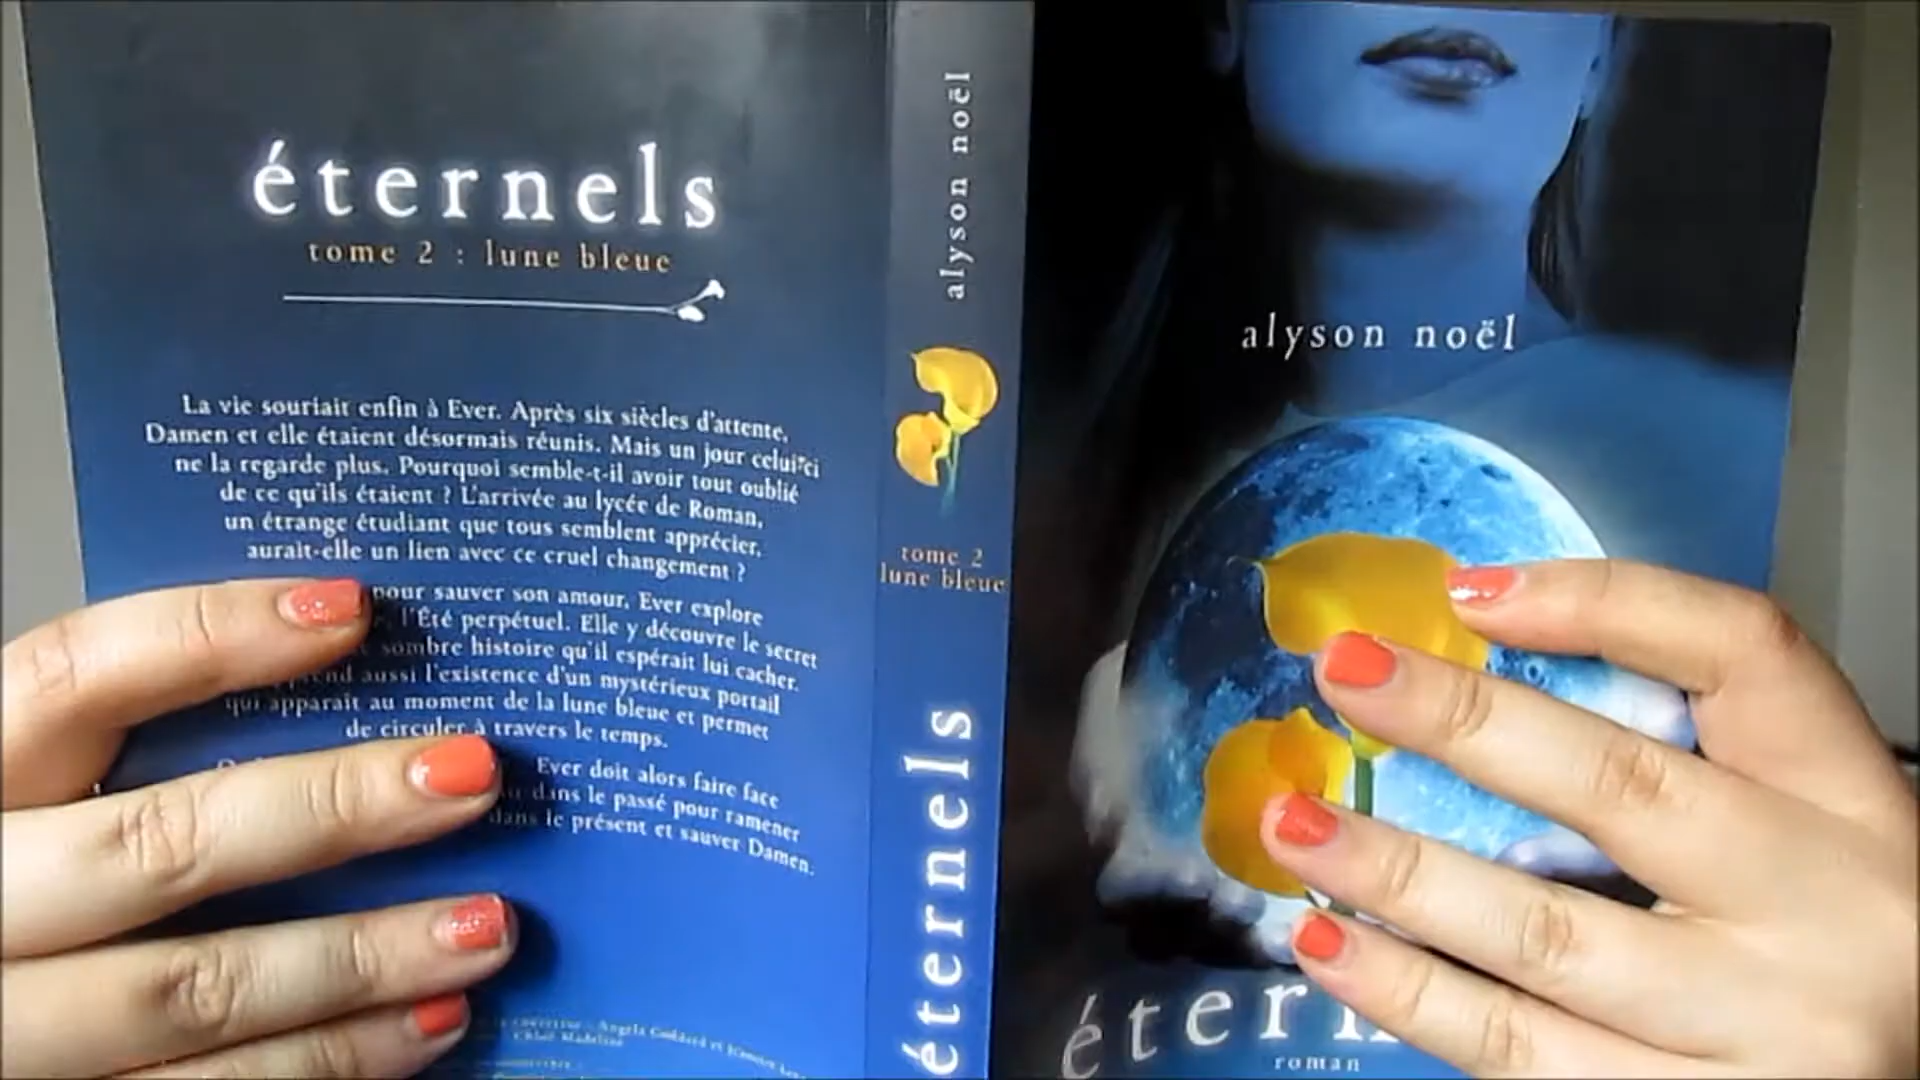 éternels
tome 2 : lune bleue
La vie souriait enfin à Ever. Après six siècles d'attente,
Damen et elle étaient désormais réunis. Mais un jour celui-ci
ne la regarde plus. Pourquoi semble-t-il avoir tout oublié
de ce qu'ils étaient ? L'arrivée au lycée de Roman,
un étrange étudiant que tous semblent apprécier,
aurait-elle un lien avec ce cruel changement ?
pour sauver son amour, Ever explore
l'Été perpétuel. Elle y découvre le secret
sombre histoire qu'il espérait lui cacher.
aussi l'existence d'un mystérieux portail
qui apparaît au moment de la lune bleue et permet
de circuler à travers le temps.
Ever doit alors faire face
dans le passé pour ramener
dans le présent et sauver Damen.
Angela Goddard et
Chloé Madeline
alyson noël
tome 2
lune bleue
éternels
alyson noël
étern
roman